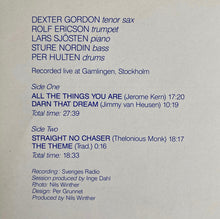 DEXTER GORDON tenor sax
ROLF ERICSON trumpet
LARS SJÖSTEN piano
STURE NORDIN bass
PER HULTEN drums
Recorded live at Gamlingen, Stockholm
Side One
ALL THE THINGS YOU ARE (Jerome Kern) 17:20
DARN THAT DREAM (Jimmy van Heusen) 10:19
Total time: 27:39
Side Two
STRAIGHT NO CHASER (Thelonious Monk) 18:17
THE THEME (Trad.) 0:16
Total time: 18:33
Recording: Sveriges Radio
Session produced by Inge Dahl
Photo: Nils Winther
Design: Per Grunnet
Produced by Nils Winther